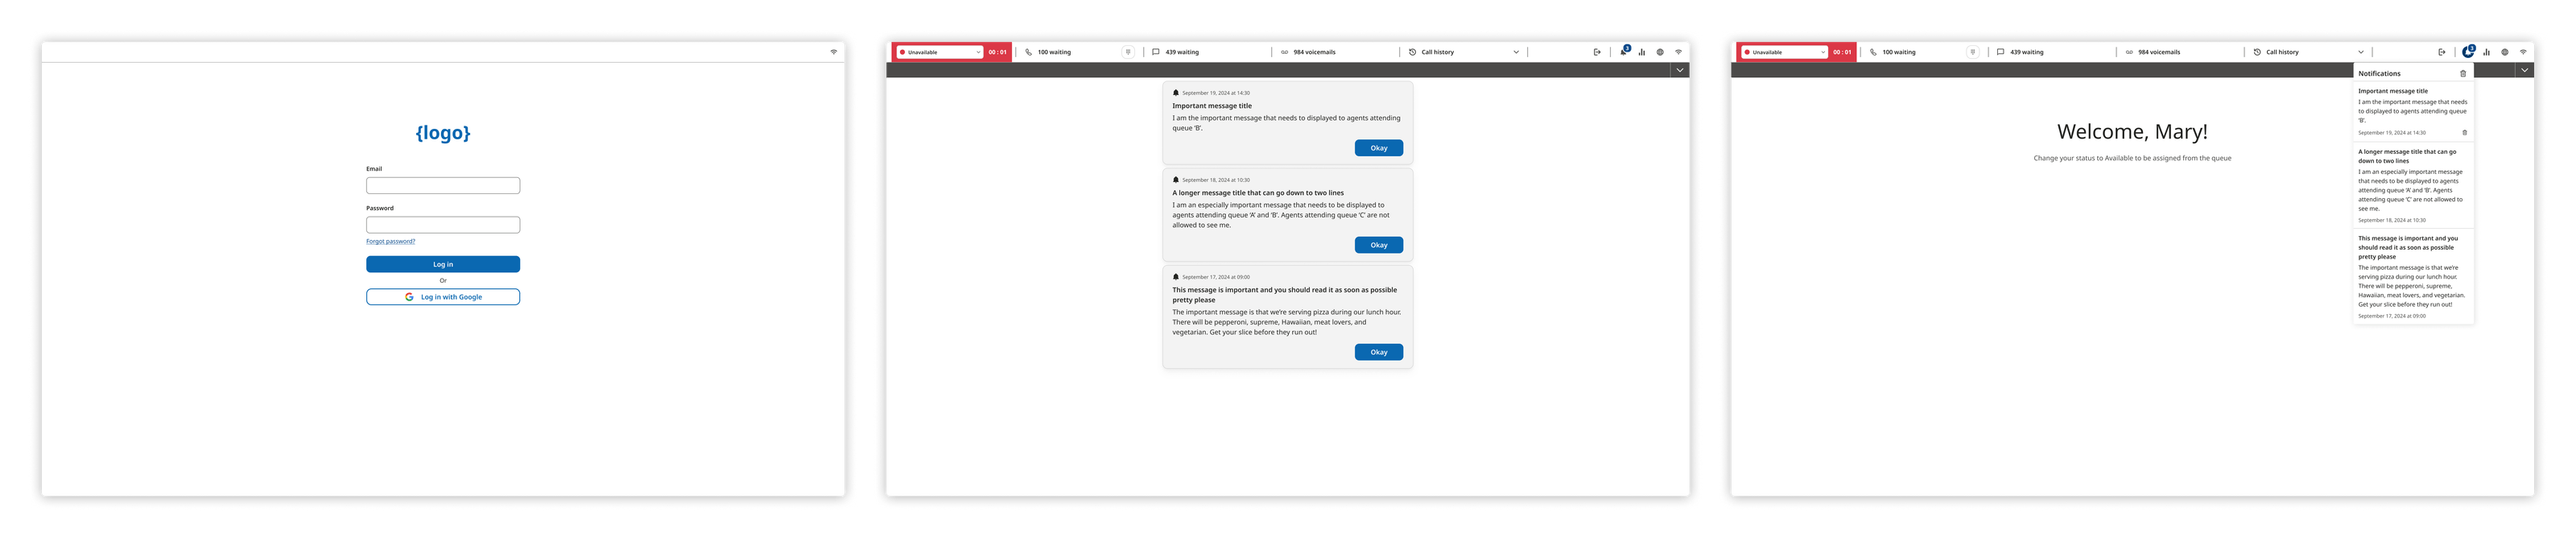 {logo}
Email
Password
Forgot password?
Log in
Or
Log in with Google
Unavailable
00 : 01
100 waiting
439 waiting
984 voicemails
Call history
3
September 19, 2024 at 14:30
Important message title
I am the important message that needs to displayed to agents attending
queue ‘B’.
Okay
September 18, 2024 at 10:30
A longer message title that can go down to two lines
I am an especially important message that needs to be displayed to
agents attending queue ‘A’ and ‘B’. Agents attending queue ‘C’ are not
allowed to see me.
Okay
September 17, 2024 at 09:00
This message is important and you should read it as soon as possible
pretty please
The important message is that we’re serving pizza during our lunch hour.
There will be pepperoni, supreme, Hawaiian, meat lovers, and
vegetarian. Get your slice before they run out!
Okay
Unavailable
00 : 01
100 waiting
439 waiting
984 voicemails
Call history
3
Welcome, Mary!
Change your status to Available to be assigned from the queue
Notifications
Important message title
I am the important message that needs
to displayed to agents attending queue
‘B’.
September 19, 2024 at 14:30
A longer message title that can go
down to two lines
I am an especially important message
that needs to be displayed to agents
attending queue ‘A’ and ‘B’. Agents
attending queue ‘C’ are not allowed to
see me.
September 18, 2024 at 10:30
This message is important and you
should read it as soon as possible
pretty please
The important message is that we’re
serving pizza during our lunch hour.
There will be pepperoni, supreme,
Hawaiian, meat lovers, and vegetarian.
Get your slice before they run out!
September 17, 2024 at 09:00